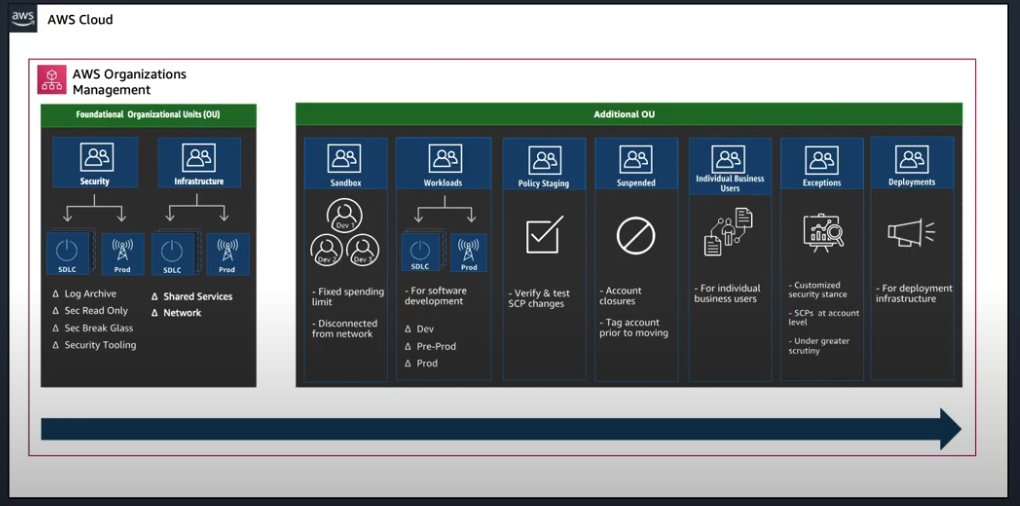 aws
AWS Cloud
AWS Organizations
Management
Foundational Organizational Units (OU)
Security
Infrastructure
SDLC
Prod
SDLC
Prod
Δ Log Archive
Δ Sec Read Only
Δ Sec Break Glass
Δ Security Tooling
Δ Shared Services
Δ Network
Additional OU
Sandbox
Dev 1
Dev 2
Dev 3
- Fixed spending
limit
- Disconnected
from network
Workloads
SDLC
Prod
- For software
development
Δ Dev
Δ Pre-Prod
Δ Prod
Policy Staging
- Verify & test
SCP changes
Suspended
- Account
closures
- Tag account
prior to moving
Individual Business
Users
- For individual
business users
Exceptions
- Customized
security stance
- SCPs at account
level
- Under greater
scrutiny
Deployments
- For deployment
infrastructure